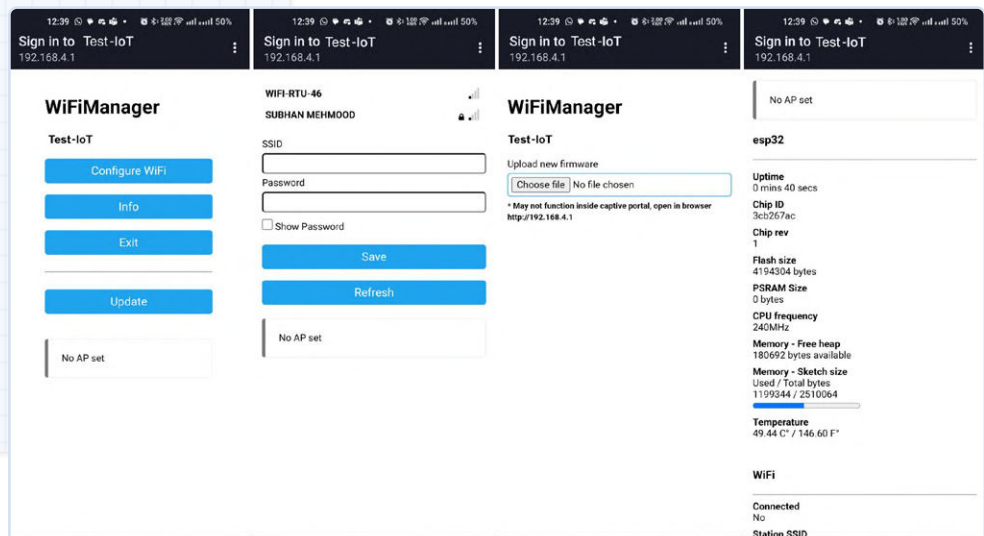 12:39
50%
Sign in to Test-IoT
192.168.4.1
WiFiManager
Test-IoT
Configure WiFi
Info
Exit
Update
No AP set
12:39
50%
Sign in to Test-IoT
192.168.4.1
WIFI-RTU-46
SUBHAN MEHMOOD
SSID
Password
Show Password
Save
Refresh
No AP set
12:39
50%
Sign in to Test-IoT
192.168.4.1
WiFiManager
Test-IoT
Upload new firmware
Choose file No file chosen
* May not function inside captive portal, open in browser
http://192.168.4.1
12:39
50%
Sign in to Test-IoT
192.168.4.1
No AP set
esp32
Uptime
0 mins 40 secs
Chip ID
3cb267ac
Chip rev
1
Flash size
4194304 bytes
PSRAM Size
0 bytes
CPU frequency
240MHz
Memory - Free heap
180692 bytes available
Memory - Sketch size
Used / Total bytes
1199344 / 2510064
Temperature
49.44 C° / 146.60 F°
WiFi
Connected
No
Station SSID